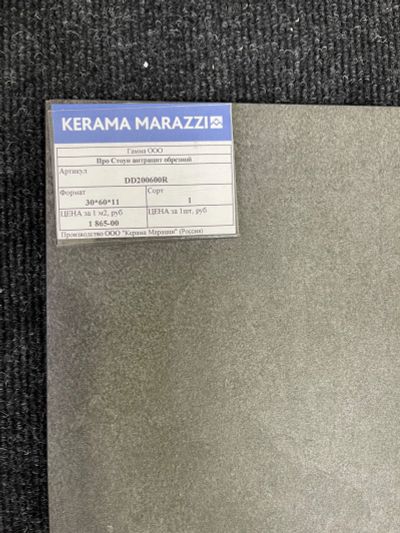 KERAMA MARAZZI
Гамма ООО
Про Стоун антрацит обрезной
Артикул
DD200600R
Формат Сорт
30*60*11 1
ЦЕНА за 1 м2, руб ЦЕНА за 1шт, руб
1 865-00
Производство ООО "Керама Марацци" (Россия)